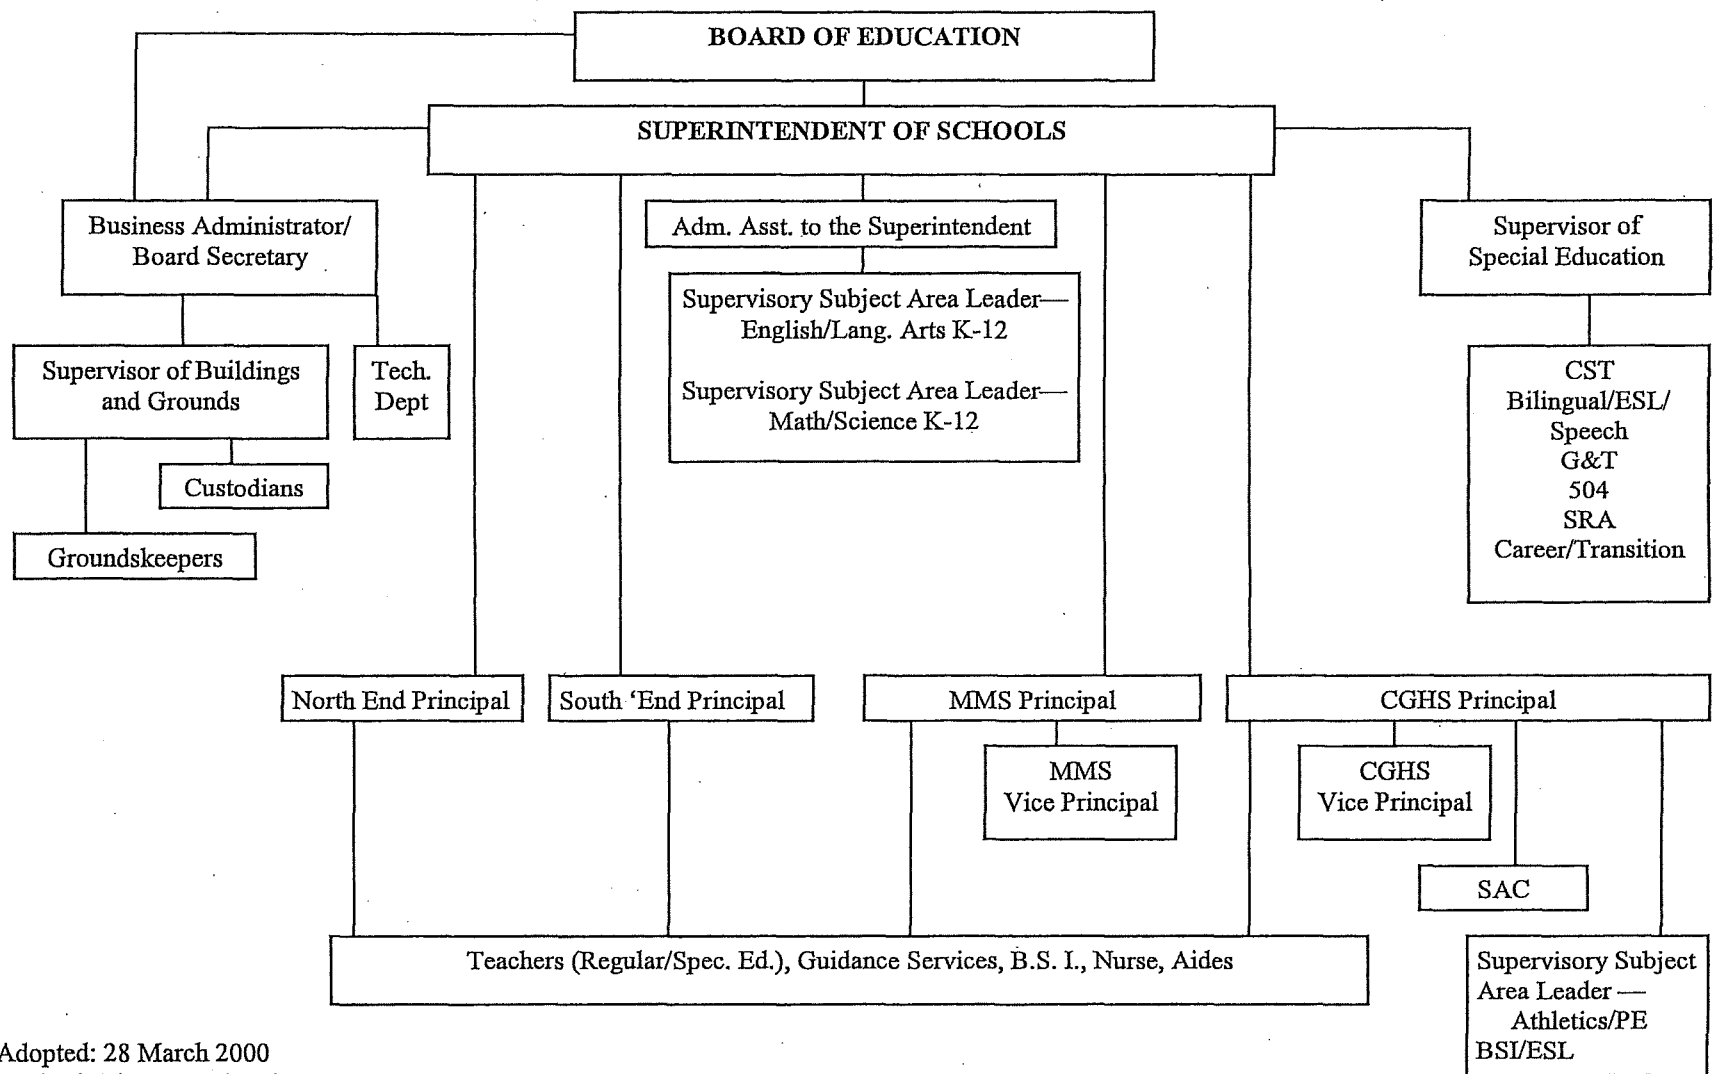 BOARD OF EDUCATION
SUPERINTENDENT OF SCHOOLS
Business Administrator/
Board Secretary
Adm. Asst. to the Superintendent
Supervisor of
Special Education
Supervisory Subject Area Leader—
English/Lang. Arts K-12
Supervisory Subject Area Leader—
Math/Science K-12
Supervisor of Buildings
and Grounds
Tech.
Dept
CST
Bilingual/ESL/
Speech
G&T
504
SRA
Career/Transition
Custodians
Groundskeepers
North End Principal
South ‘End Principal
MMS Principal
CGHS Principal
MMS
Vice Principal
CGHS
Vice Principal
SAC
Teachers (Regular/Spec. Ed.), Guidance Services, B.S. I., Nurse, Aides
Supervisory Subject
Area Leader —
Athletics/PE
BSI/ESL
Adopted: 28 March 2000